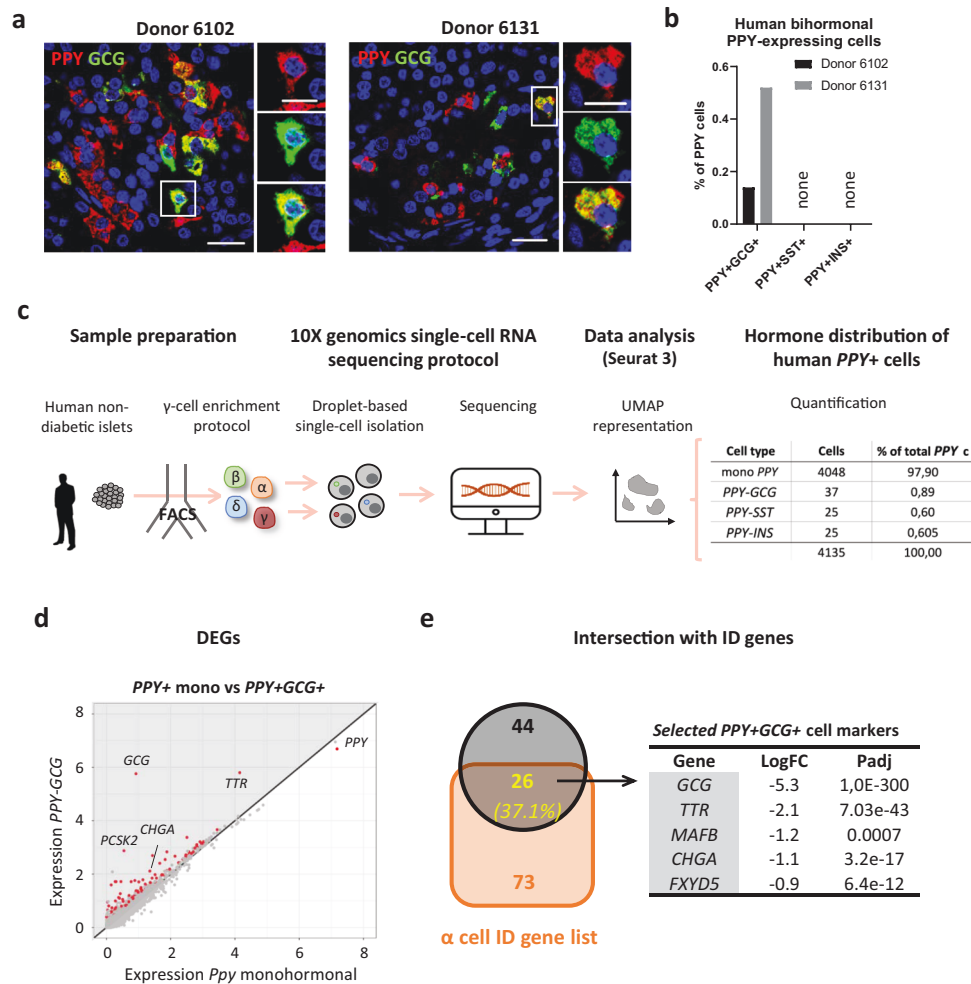 a
Donor 6102
PPY GCG
Donor 6131
PPY GCG
b
Human bihormonal
PPY-expressing cells
Donor 6102
Donor 6131
% of PPY cells
0.6
0.4
0.2
0.0
none
none
PPY+GCG+
PPY+SST+
PPY+INS+
c
Sample preparation
10X genomics single-cell RNA
sequencing protocol
Data analysis
(Seurat 3)
Hormone distribution of
human PPY+ cells
Human non-
diabetic islets
γ-cell enrichment
protocol
Droplet-based
single-cell isolation
Sequencing
UMAP
representation
Quantification
FACS
β
α
δ
γ
Cell type Cells % of total PPY c
mono PPY 4048 97,90
PPY-GCG 37 0,89
PPY-SST 25 0,60
PPY-INS 25 0,605
4135 100,00
d
DEGs
PPY+ mono vs PPY+GCG+
Expression PPY-GCG
8
6
4
2
0
GCG
TTR
PPY
PCSK2
CHGA
0 2 4 6 8
Expression Ppy monohormonal
e
Intersection with ID genes
44
26
(37.1%)
73
α cell ID gene list
Selected PPY+GCG+ cell markers
Gene LogFC Padj
GCG -5.3 1,0E-300
TTR -2.1 7.03e-43
MAFB -1.2 0.0007
CHGA -1.1 3.2e-17
FXYD5 -0.9 6.4e-12